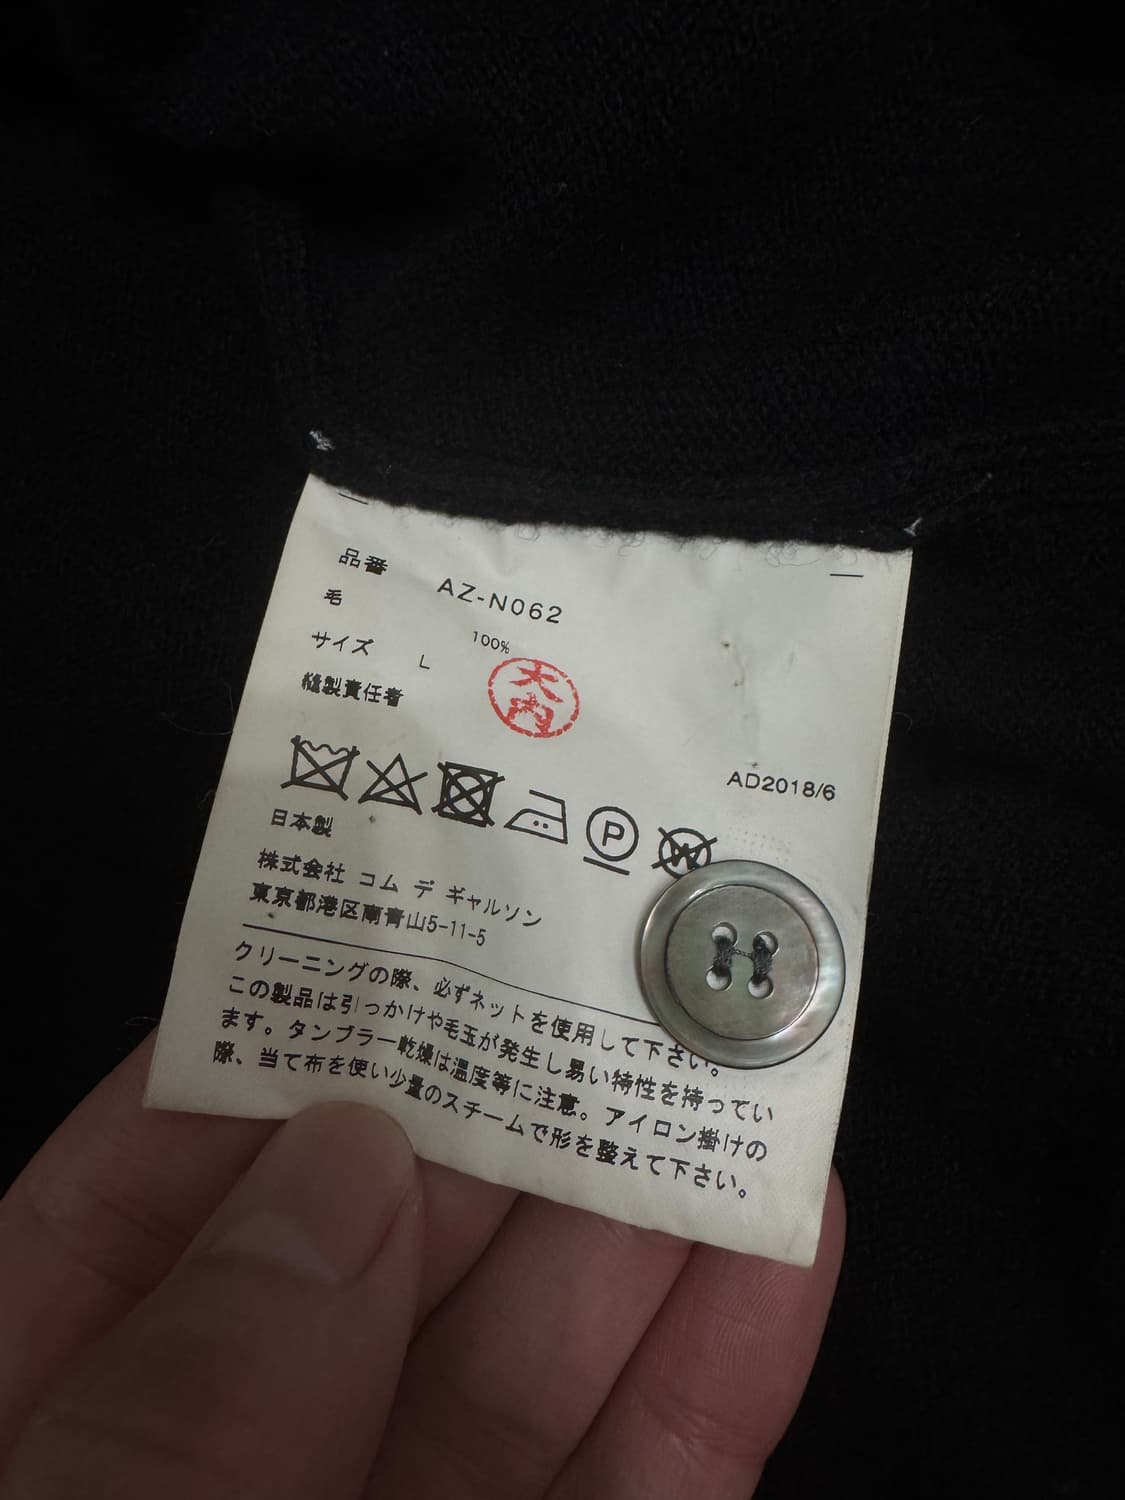 品番 AZ-N062
毛 100%
サイズ L
縫製責任者 大内
AD2018/6
P
W
日本製
株式会社 コム デ ギャルソン
東京都港区南青山5-11-5
クリーニングの際、必ずネットを使用して下さい。
この製品は引っかけや毛玉が発生し易い特性を持ってい
ます。タンブラー乾燥は温度等に注意。アイロン掛けの
際、当て布を使い少量のスチームで形を整えて下さい。